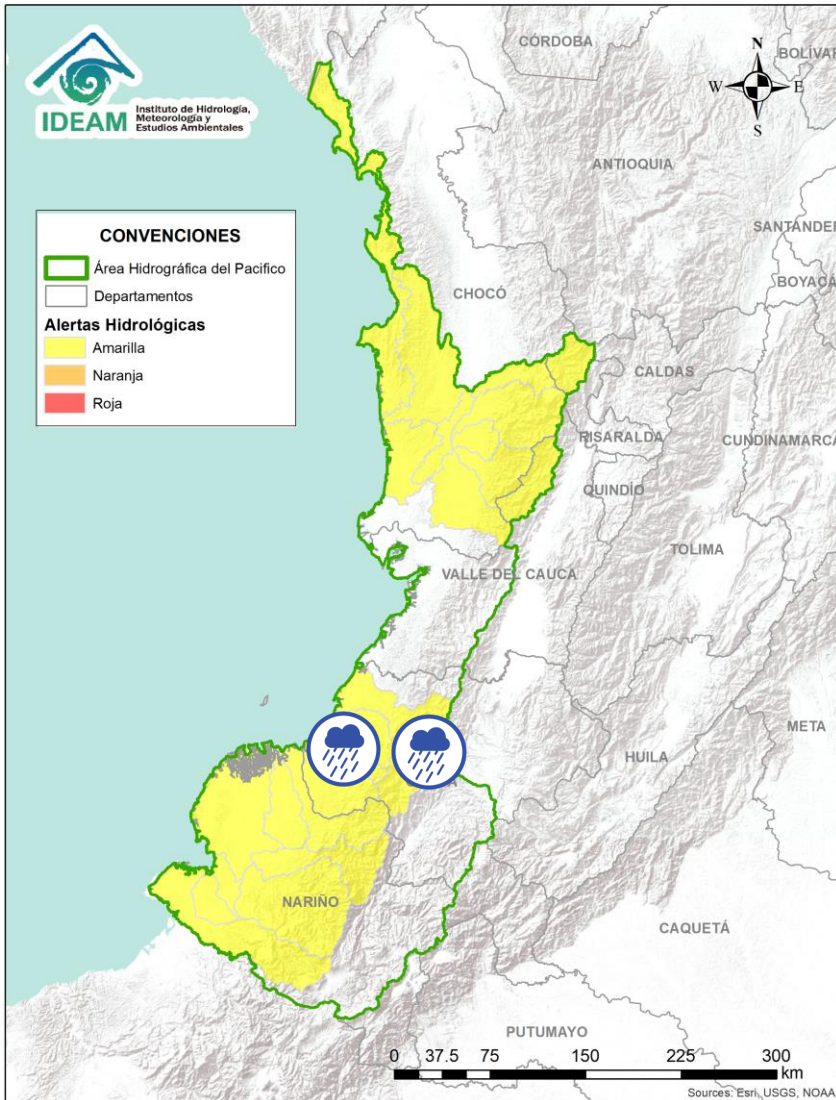 IDEAM
Instituto de Hidrología,
Meteorología y
Estudios Ambientales
N
W
E
S
CONVENCIONES
Área Hidrográfica del Pacifico
Departamentos
Alertas Hidrológicas
Amarilla
Naranja
Roja
CÓRDOBA
BOLÍVAR
ANTIOQUIA
SANTANDER
BOYACÁ
CHOCÓ
CALDAS
RISARALDA
CUNDINAMARCA
QUINDÍO
TOLIMA
VALLE DEL CAUCA
META
HUILA
NARIÑO
CAQUETÁ
PUTUMAYO
0 37.5 75 150 225 300
km
Sources: Esri, USGS, NOAA